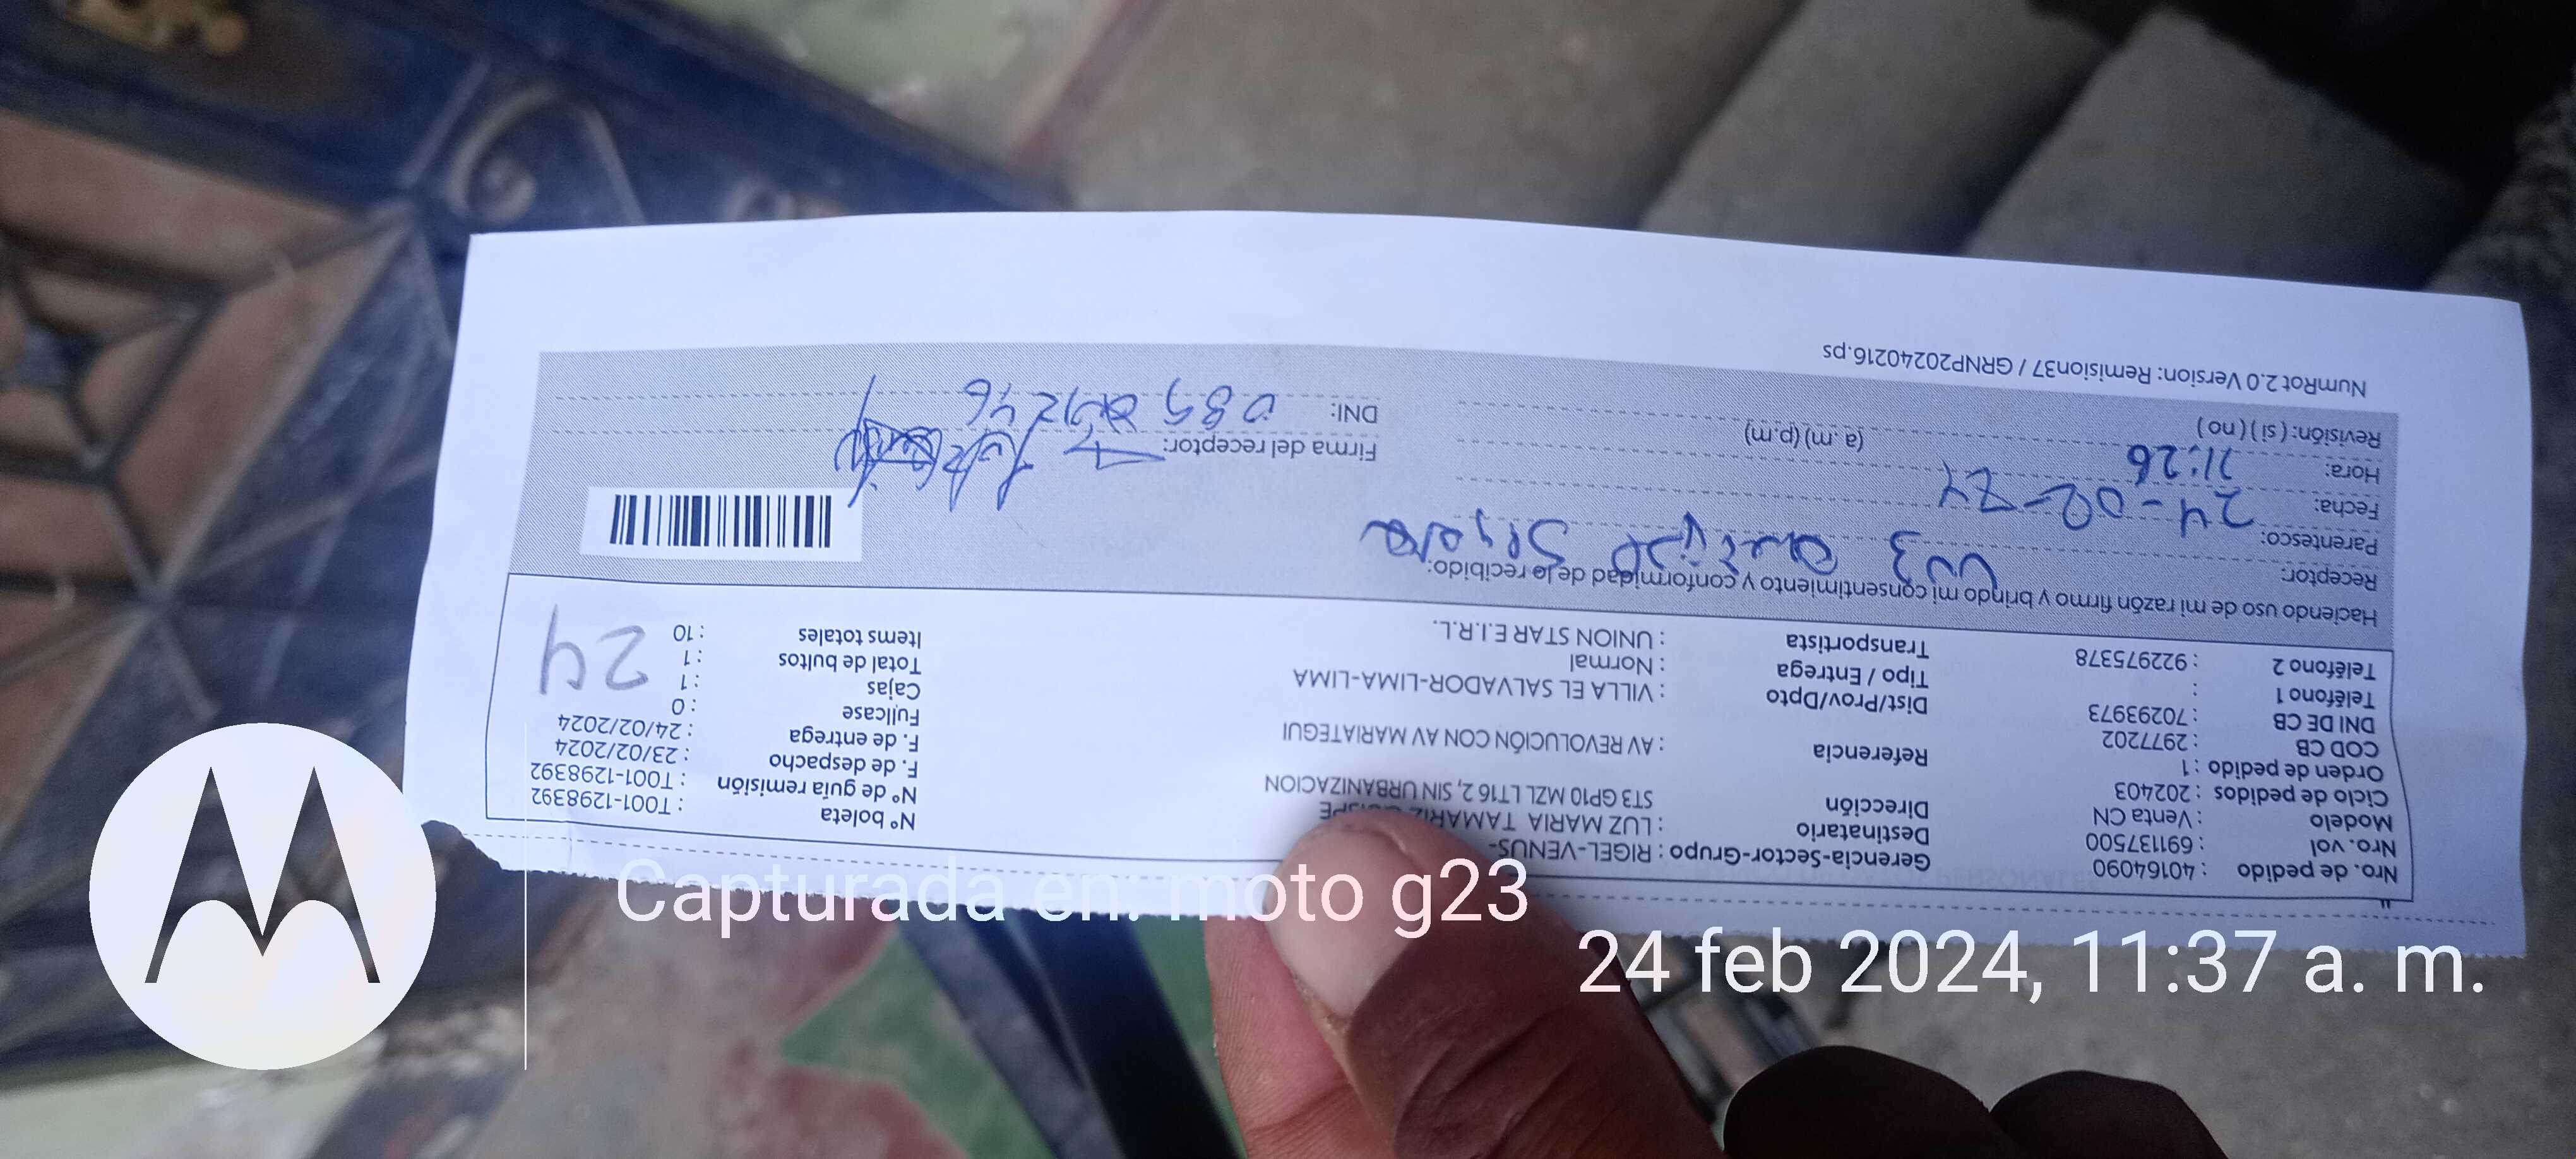 Nro. de pedido : 40164090
Nro. vol : 691137500
Modelo : Venta CN
Ciclo de pedidos : 202403
Orden de pedido : 1
COD CB : 2977202
DNI DE CB : 70293973
Teléfono 1 :
Teléfono 2 : 922975378
Gerencia-Sector-Grupo : RIGEL-VENUS-
Destinatario : LUZ MARIA TAMARIZ
Dirección ST3 GP10 MZL LT16 2, SIN URBANIZACION
Referencia : AV REVOLUCIÓN CON AV MARIATEGUI
Dist/Prov/Dpto : VILLA EL SALVADOR-LIMA-LIMA
Tipo / Entrega : Normal
Transportista : UNION STAR E.I.R.L.
Nº boleta : T001-1298392
Nº de guía remisión : T001-1298392
F. de despacho : 23/02/2024
F. de entrega : 24/02/2024
Fullcase : 0
Cajas : 1
Total de bultos : 1
Items totales : 10
24
Haciendo uso de mi razón firmo y brindo mi consentimiento y conformidad de lo recibido:
Receptor:
Parentesco:
Fecha: 24-02-24
Hora: 11:26 (a. m) (p.m)
Revisión: ( si ) ( no )
Firma del receptor:
DNI:
NumRot 2.0 Version: Remision37 / GRNP20240216.ps
Capturada en: moto g23
24 feb 2024, 11:37 a. m.